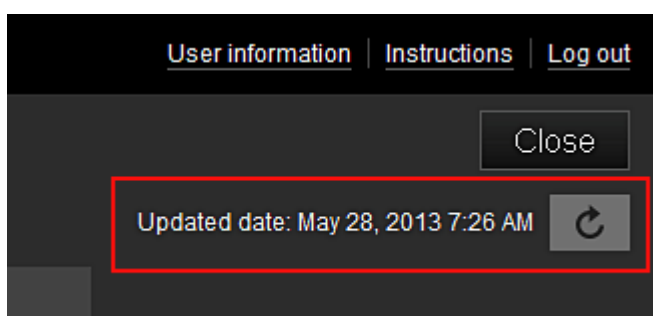 User information Instructions Log out
Close
Updated date: May 28, 2013 7:26 AM